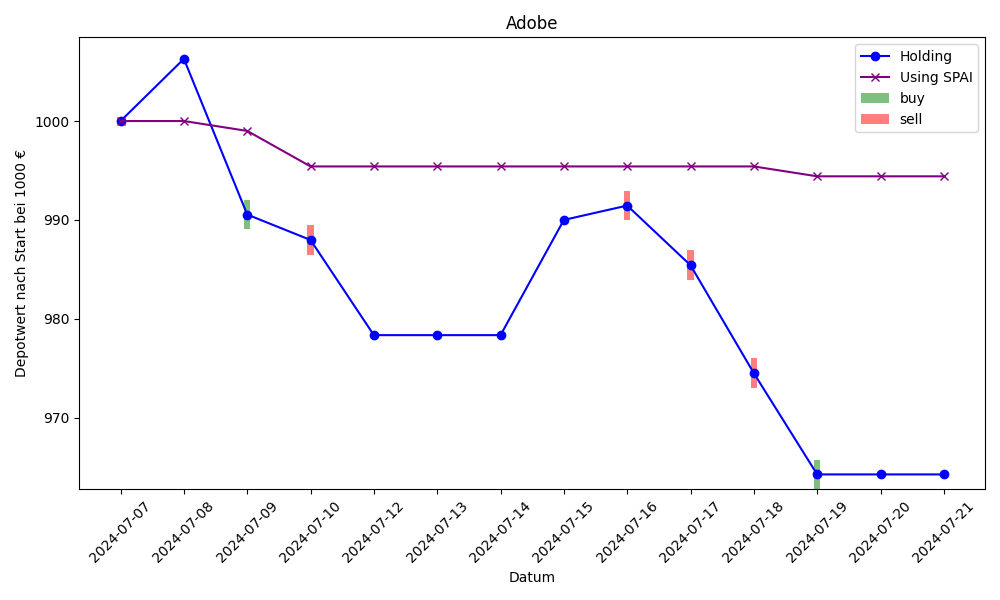 Adobe
Holding
Using SPAI
buy
sell
Depotwert nach Start bei 1000 €
1000
990
980
970
2024-07-07
2024-07-08
2024-07-09
2024-07-10
2024-07-12
2024-07-13
2024-07-14
2024-07-15
2024-07-16
2024-07-17
2024-07-18
2024-07-19
2024-07-20
2024-07-21
Datum